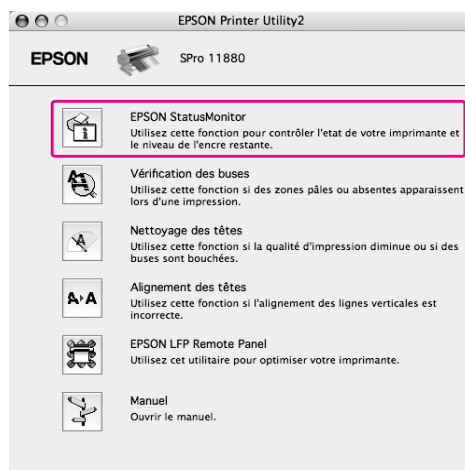 EPSON Printer Utility2
EPSON
SPro 11880
EPSON StatusMonitor
Utilisez cette fonction pour contrôler l'etat de votre imprimante et
le niveau de l'encre restante.
Vérification des buses
Utilisez cette fonction si des zones pâles ou absentes apparaissent
lors d'une impression.
Nettoyage des têtes
Utilisez cette fonction si la qualité d'impression diminue ou si des
buses sont bouchées.
Alignement des têtes
Utilisez cette fonction si l'alignement des lignes verticales est
incorrecte.
EPSON LFP Remote Panel
Utilisez cet utilitaire pour optimiser votre imprimante.
Manuel
Ouvrir le manuel.